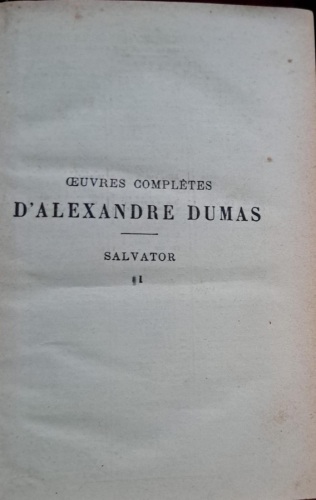 ŒUVRES COMPLÈTES
D'ALEXANDRE DUMAS
SALVATOR